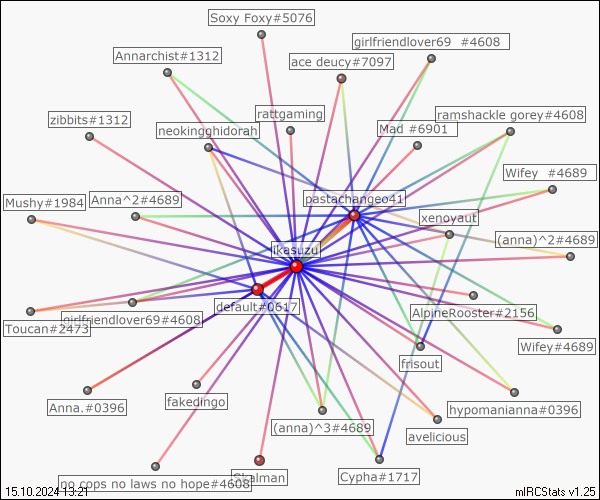 Soxy Foxy#5076
girlfriendlover69 #4608
Annarchist#1312
ace deucy#7097
zibbits#1312
rattgaming
ramshackle gorey#4608
neokingghidorah
Mad #6901
Wifey #4689
Mushy#1984
Anna^2#4689
pastachangeo41
xenoyaut
(anna)^2#4689
ikasuzu
default#0617
AlpineRooster#2156
Toucan#2473
girlfriendlover69#4608
Wifey#4689
frisout
Anna.#0396
fakedingo
hypomanianna#0396
(anna)^3#4689
avelicious
no cops no laws no hope#4608
Shalman
Cypha#1717
15.10.2024 13:21
mIRCStats v1.25